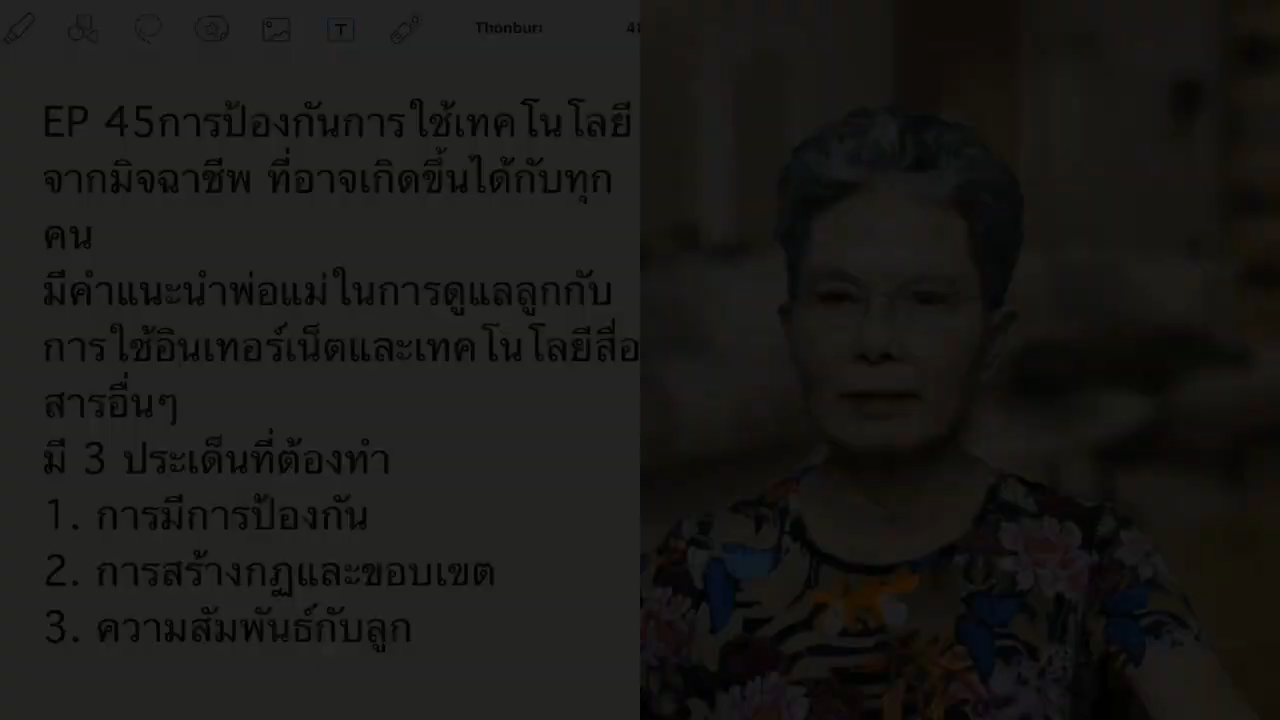 Thonburi
EP 45การป้องกันการใช้เทคโนโลยี
จากมิจฉาชีพ ที่อาจเกิดขึ้นได้กับทุก
คน
มีคำแนะนำพ่อแม่ในการดูแลลูกกับ
การใช้อินเทอร์เน็ตและเทคโนโลยีสื่อ
สารอื่นๆ
มี 3 ประเด็นที่ต้องทำ
1. การมีการป้องกัน
2. การสร้างกฏและขอบเขต
3. ความสัมพันธ์กับลูก